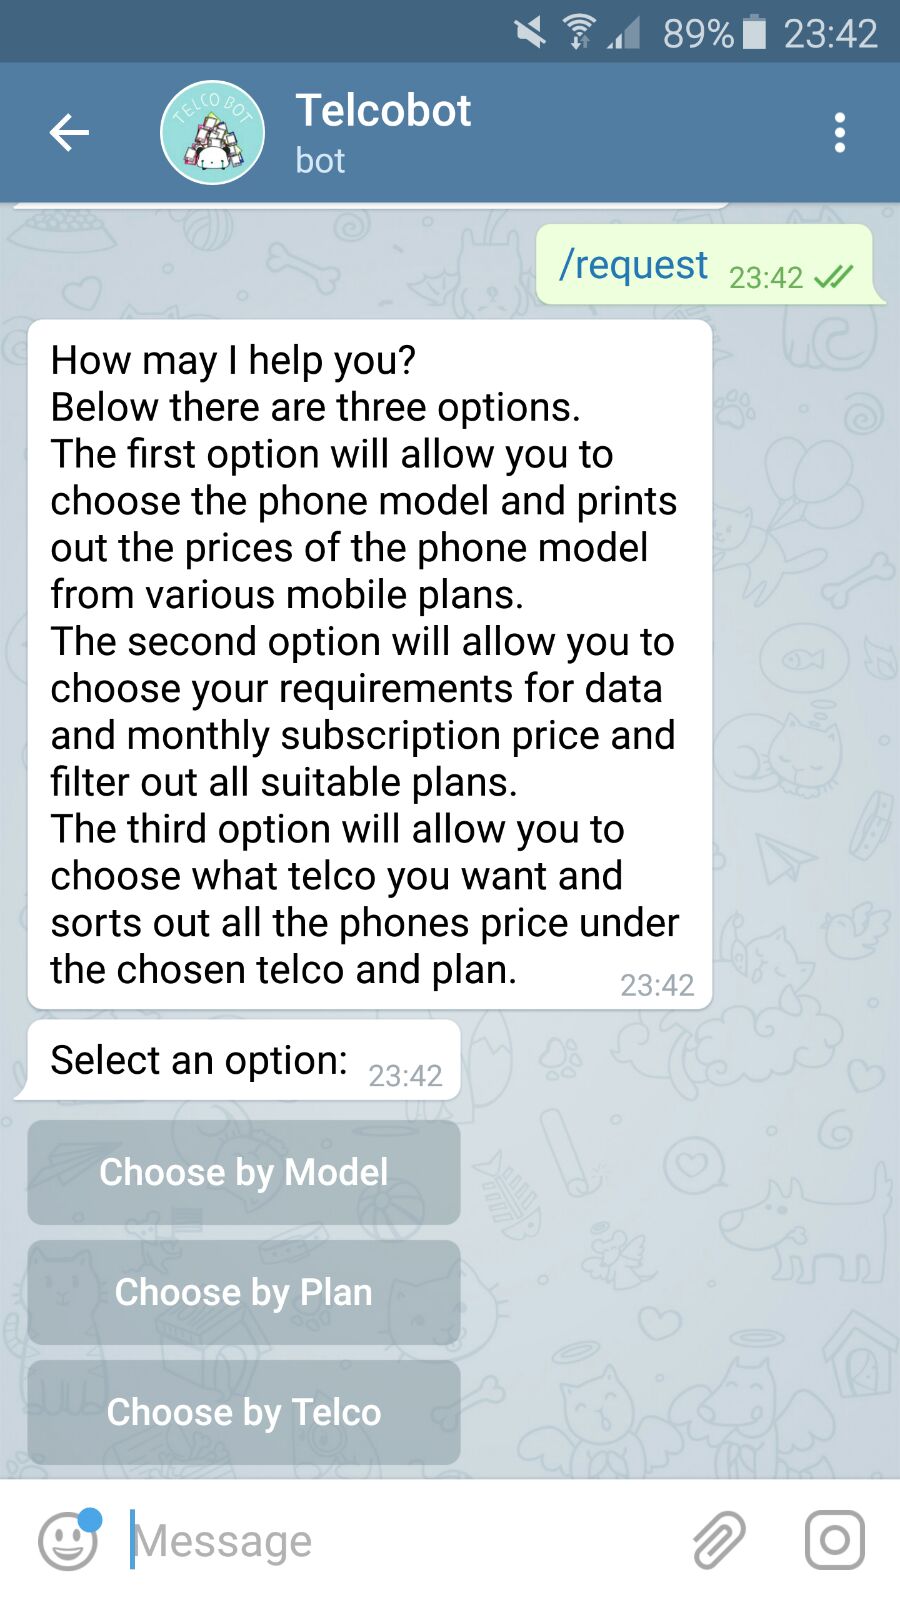 89% 23:42
TELCO BOT
Telcobot
bot
/request 23:42
How may I help you?
Below there are three options.
The first option will allow you to
choose the phone model and prints
out the prices of the phone model
from various mobile plans.
The second option will allow you to
choose your requirements for data
and monthly subscription price and
filter out all suitable plans.
The third option will allow you to
choose what telco you want and
sorts out all the phones price under
the chosen telco and plan. 23:42
Select an option: 23:42
Choose by Model
Choose by Plan
Choose by Telco
Message